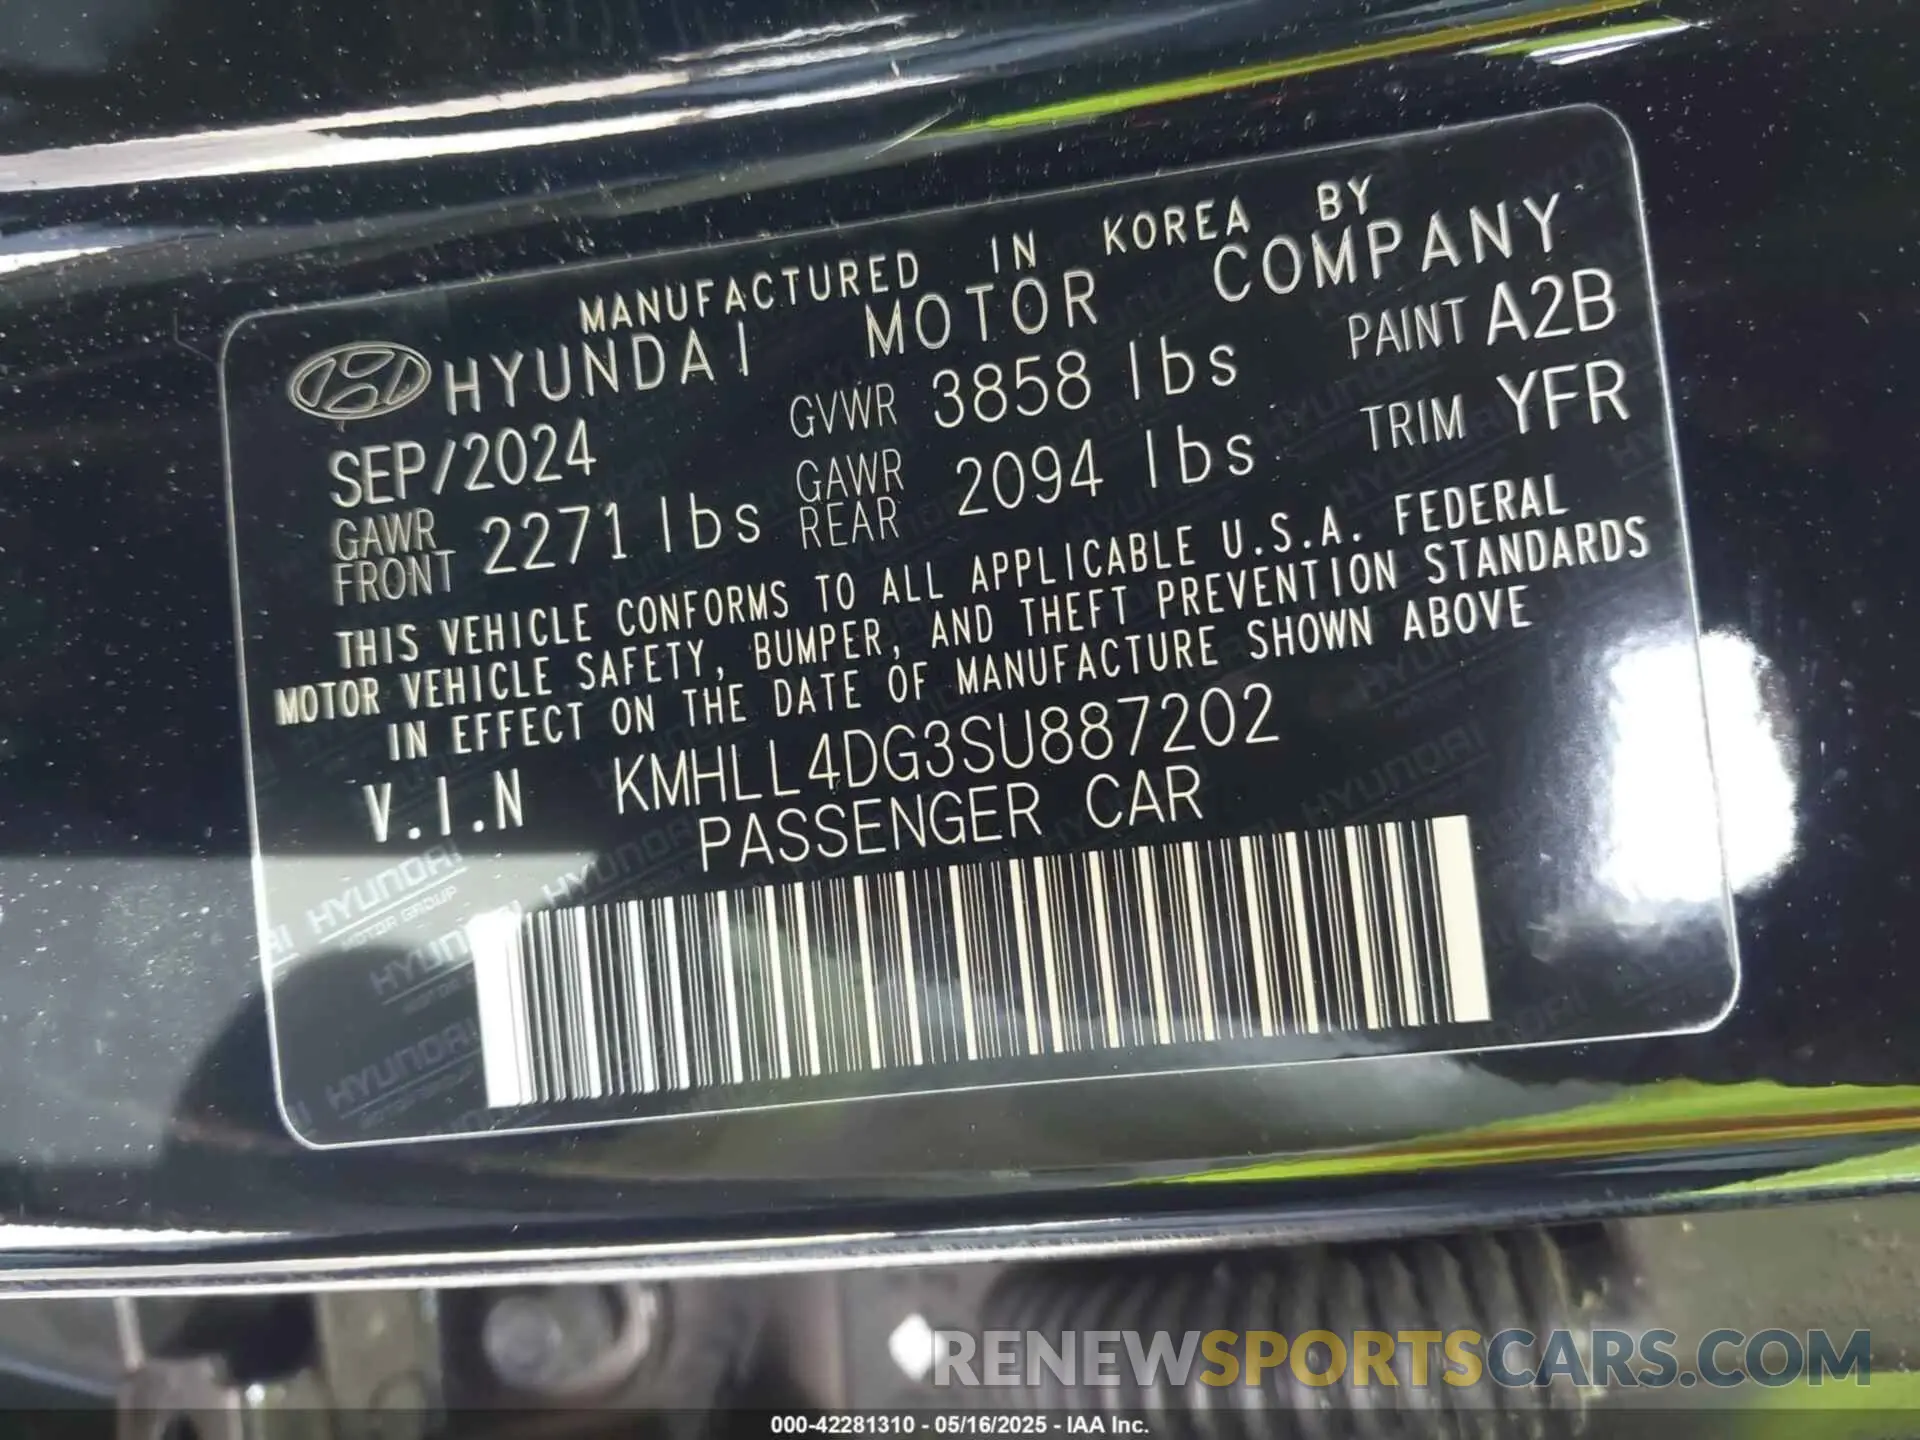 MANUFACTURED IN KOREA BY
HYUNDAI MOTOR COMPANY
SEP/2024 GVWR 3858 lbs PAINT A2B
GAWR FRONT 2271 lbs GAWR REAR 2094 lbs TRIM YFR
THIS VEHICLE CONFORMS TO ALL APPLICABLE U.S.A. FEDERAL
MOTOR VEHICLE SAFETY, BUMPER, AND THEFT PREVENTION STANDARDS
IN EFFECT ON THE DATE OF MANUFACTURE SHOWN ABOVE
V.I.N KMHLL4DG3SU887202
PASSENGER CAR
HYUNDAI
MOTOR GROUP
RENEWSPORTSCARS.COM
000-42281310 - 05/16/2025 - IAA Inc.